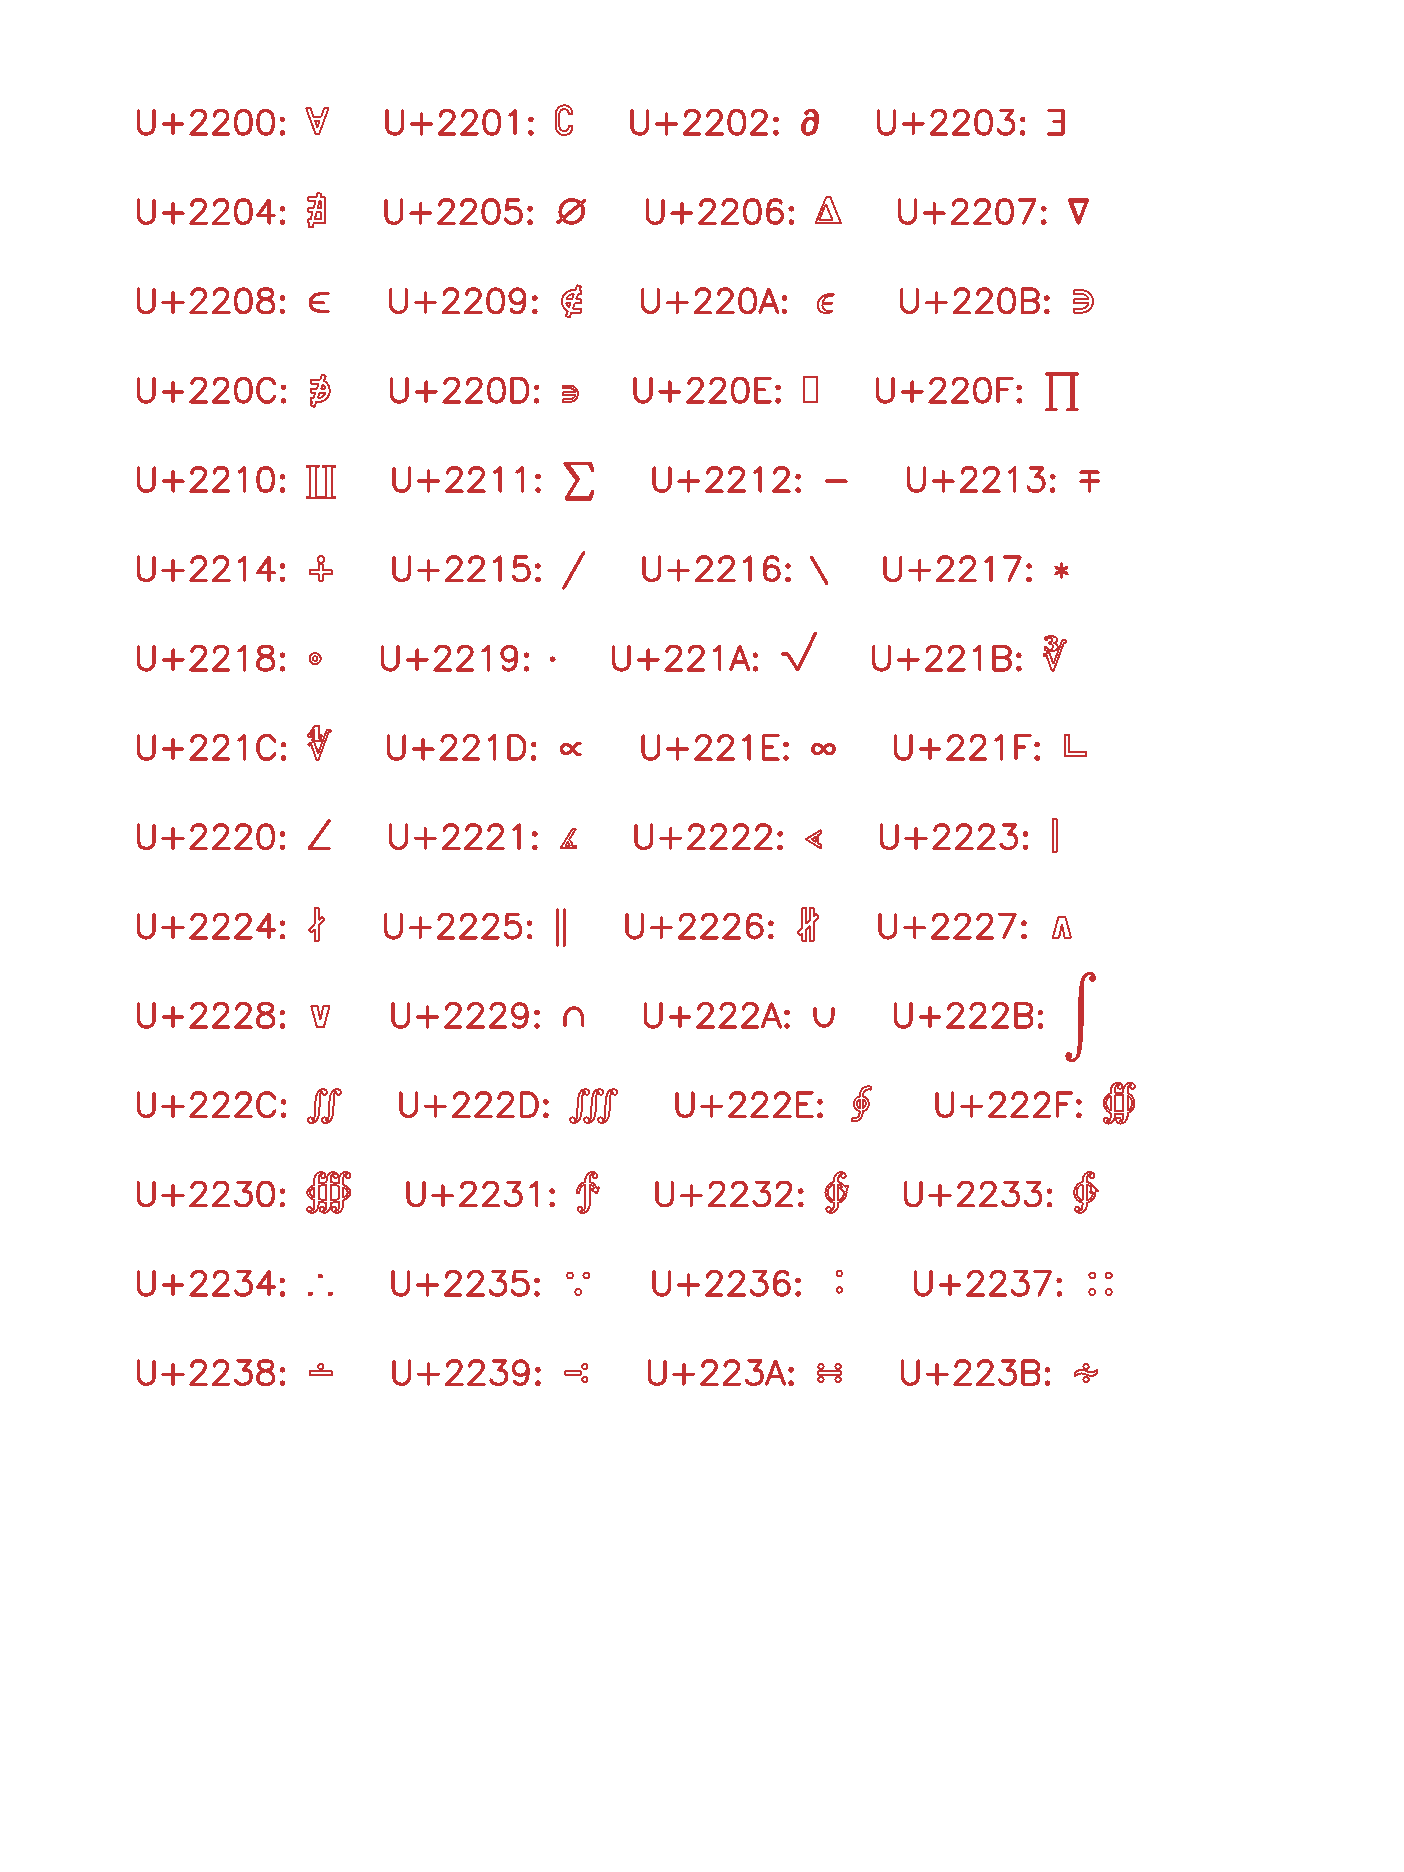 U+2200: ∀ U+2201: ∁ U+2202: ∂ U+2203: ∃
U+2204: ∄ U+2205: ∅ U+2206: ∆ U+2207: ∇
U+2208: ∈ U+2209: ∉ U+220A: ∊ U+220B: ∋
U+220C: ∌ U+220D: ∍ U+220E: ∎ U+220F: ∏
U+2210: ∐ U+2211: ∑ U+2212: − U+2213: ∓
U+2214: ∔ U+2215: ∕ U+2216: ∖ U+2217: ∗
U+2218: ∘ U+2219: ∙ U+221A: √ U+221B: ∛
U+221C: ∜ U+221D: ∝ U+221E: ∞ U+221F: ∟
U+2220: ∠ U+2221: ∡ U+2222: ∢ U+2223: ∣
U+2224: ∤ U+2225: ∥ U+2226: ∦ U+2227: ∧
U+2228: ∨ U+2229: ∩ U+222A: ∪ U+222B: ∫
U+222C: ∬ U+222D: ∭ U+222E: ∮ U+222F: ∯
U+2230: ∰ U+2231: ∱ U+2232: ∲ U+2233: ∳
U+2234: ∴ U+2235: ∵ U+2236: ∶ U+2237: ∷
U+2238: ∸ U+2239: ∹ U+223A: ∺ U+223B: ∻